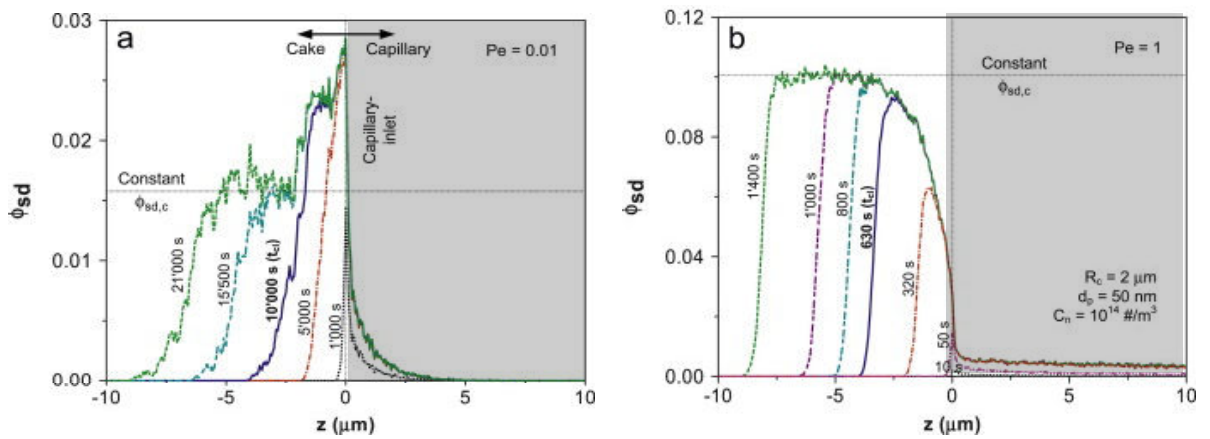 a
Cake
Capillary
Pe = 0.01
Capillary-
inlet
Constant
ϕsd,c
21'000 s
15'500 s
10'000 s (tcl)
5'000 s
1'000 s
0.03
0.02
0.01
0.00
ϕsd
-10
-5
0
5
10
z (μm)
b
Pe = 1
Constant
ϕsd,c
1'400 s
1'000 s
800 s
630 s (tcl)
320 s
50 s
10 s
Rc = 2 μm
dp = 50 nm
Cn = 10¹⁴ #/m³
0.12
0.08
0.04
0.00
ϕsd
-10
-5
0
5
10
z (μm)